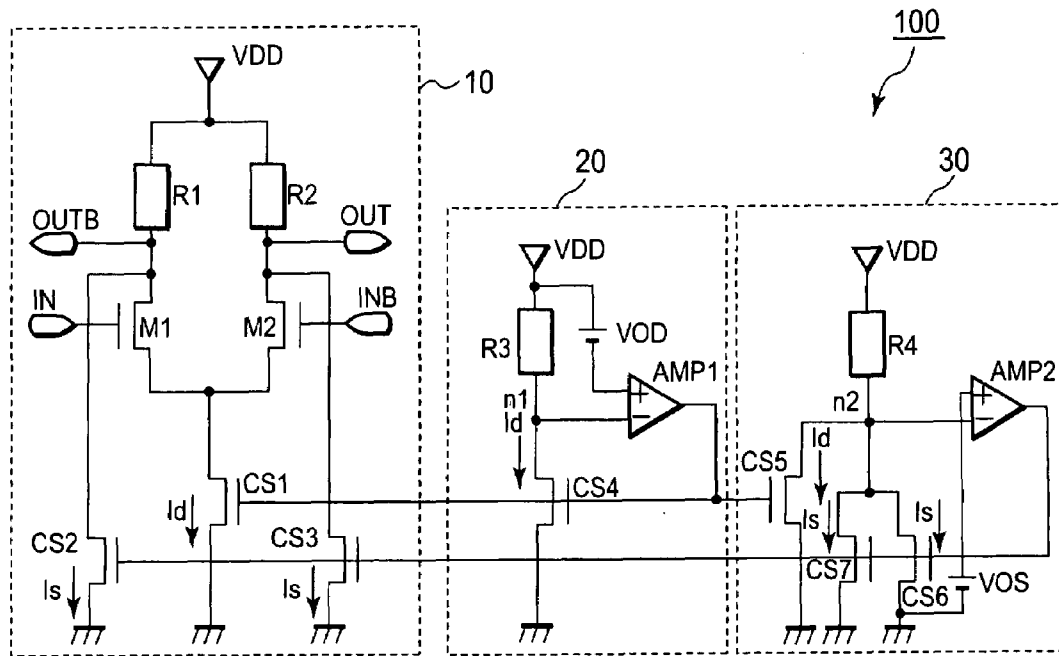 100
10
VDD
R1
R2
OUTB
OUT
IN
INB
M1
M2
CS1
Id
CS2
Is
CS3
Is
20
VDD
R3
VOD
AMP1
n1
Id
CS4
30
VDD
R4
AMP2
n2
CS5
Id
Is
Is
CS7
CS6
VOS
+
−
+
−